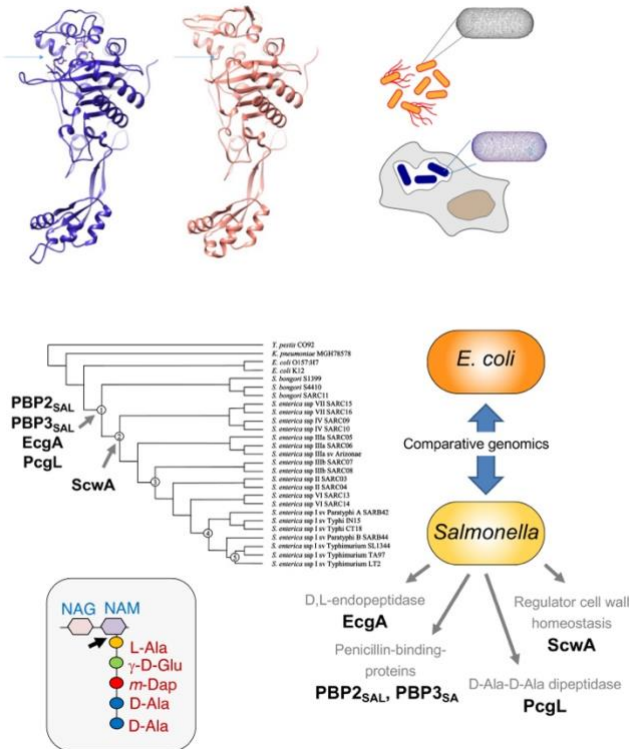 Y. pestis CO92
K. pneumoniae MGH78578
E. coli O157:H7
E. coli K12
S. bongori S1399
S. bongori S4410
S. bongori SARC11
S. enterica ssp VII SARC15
S. enterica ssp VII SARC16
S. enterica ssp IV SARC09
S. enterica ssp IV SARC10
S. enterica ssp IIIa SARC05
S. enterica ssp IIIa SARC06
S. enterica ssp IIIa sv Arizonae
S. enterica ssp IIIb SARC07
S. enterica ssp IIIb SARC08
S. enterica ssp II SARC03
S. enterica ssp II SARC04
S. enterica ssp VI SARC13
S. enterica ssp VI SARC14
S. enterica ssp I sv Paratyphi A SARB42
S. enterica ssp I sv Typhi IN15
S. enterica ssp I sv Typhi CT18
S. enterica ssp I sv Paratyphi B SARB44
S. enterica ssp I sv Typhimurium SL1344
S. enterica ssp I sv Typhimurium TA97
S. enterica ssp I sv Typhimurium LT2
PBP2SAL
PBP3SAL
EcgA
PcgL
ScwA
1
2
3
4
5
E. coli
Comparative genomics
Salmonella
D,L-endopeptidase
EcgA
Penicillin-binding-
proteins
PBP2SAL, PBP3SA
D-Ala-D-Ala dipeptidase
PcgL
Regulator cell wall
homeostasis
ScwA
NAG NAM
L-Ala
γ-D-Glu
m-Dap
D-Ala
D-Ala